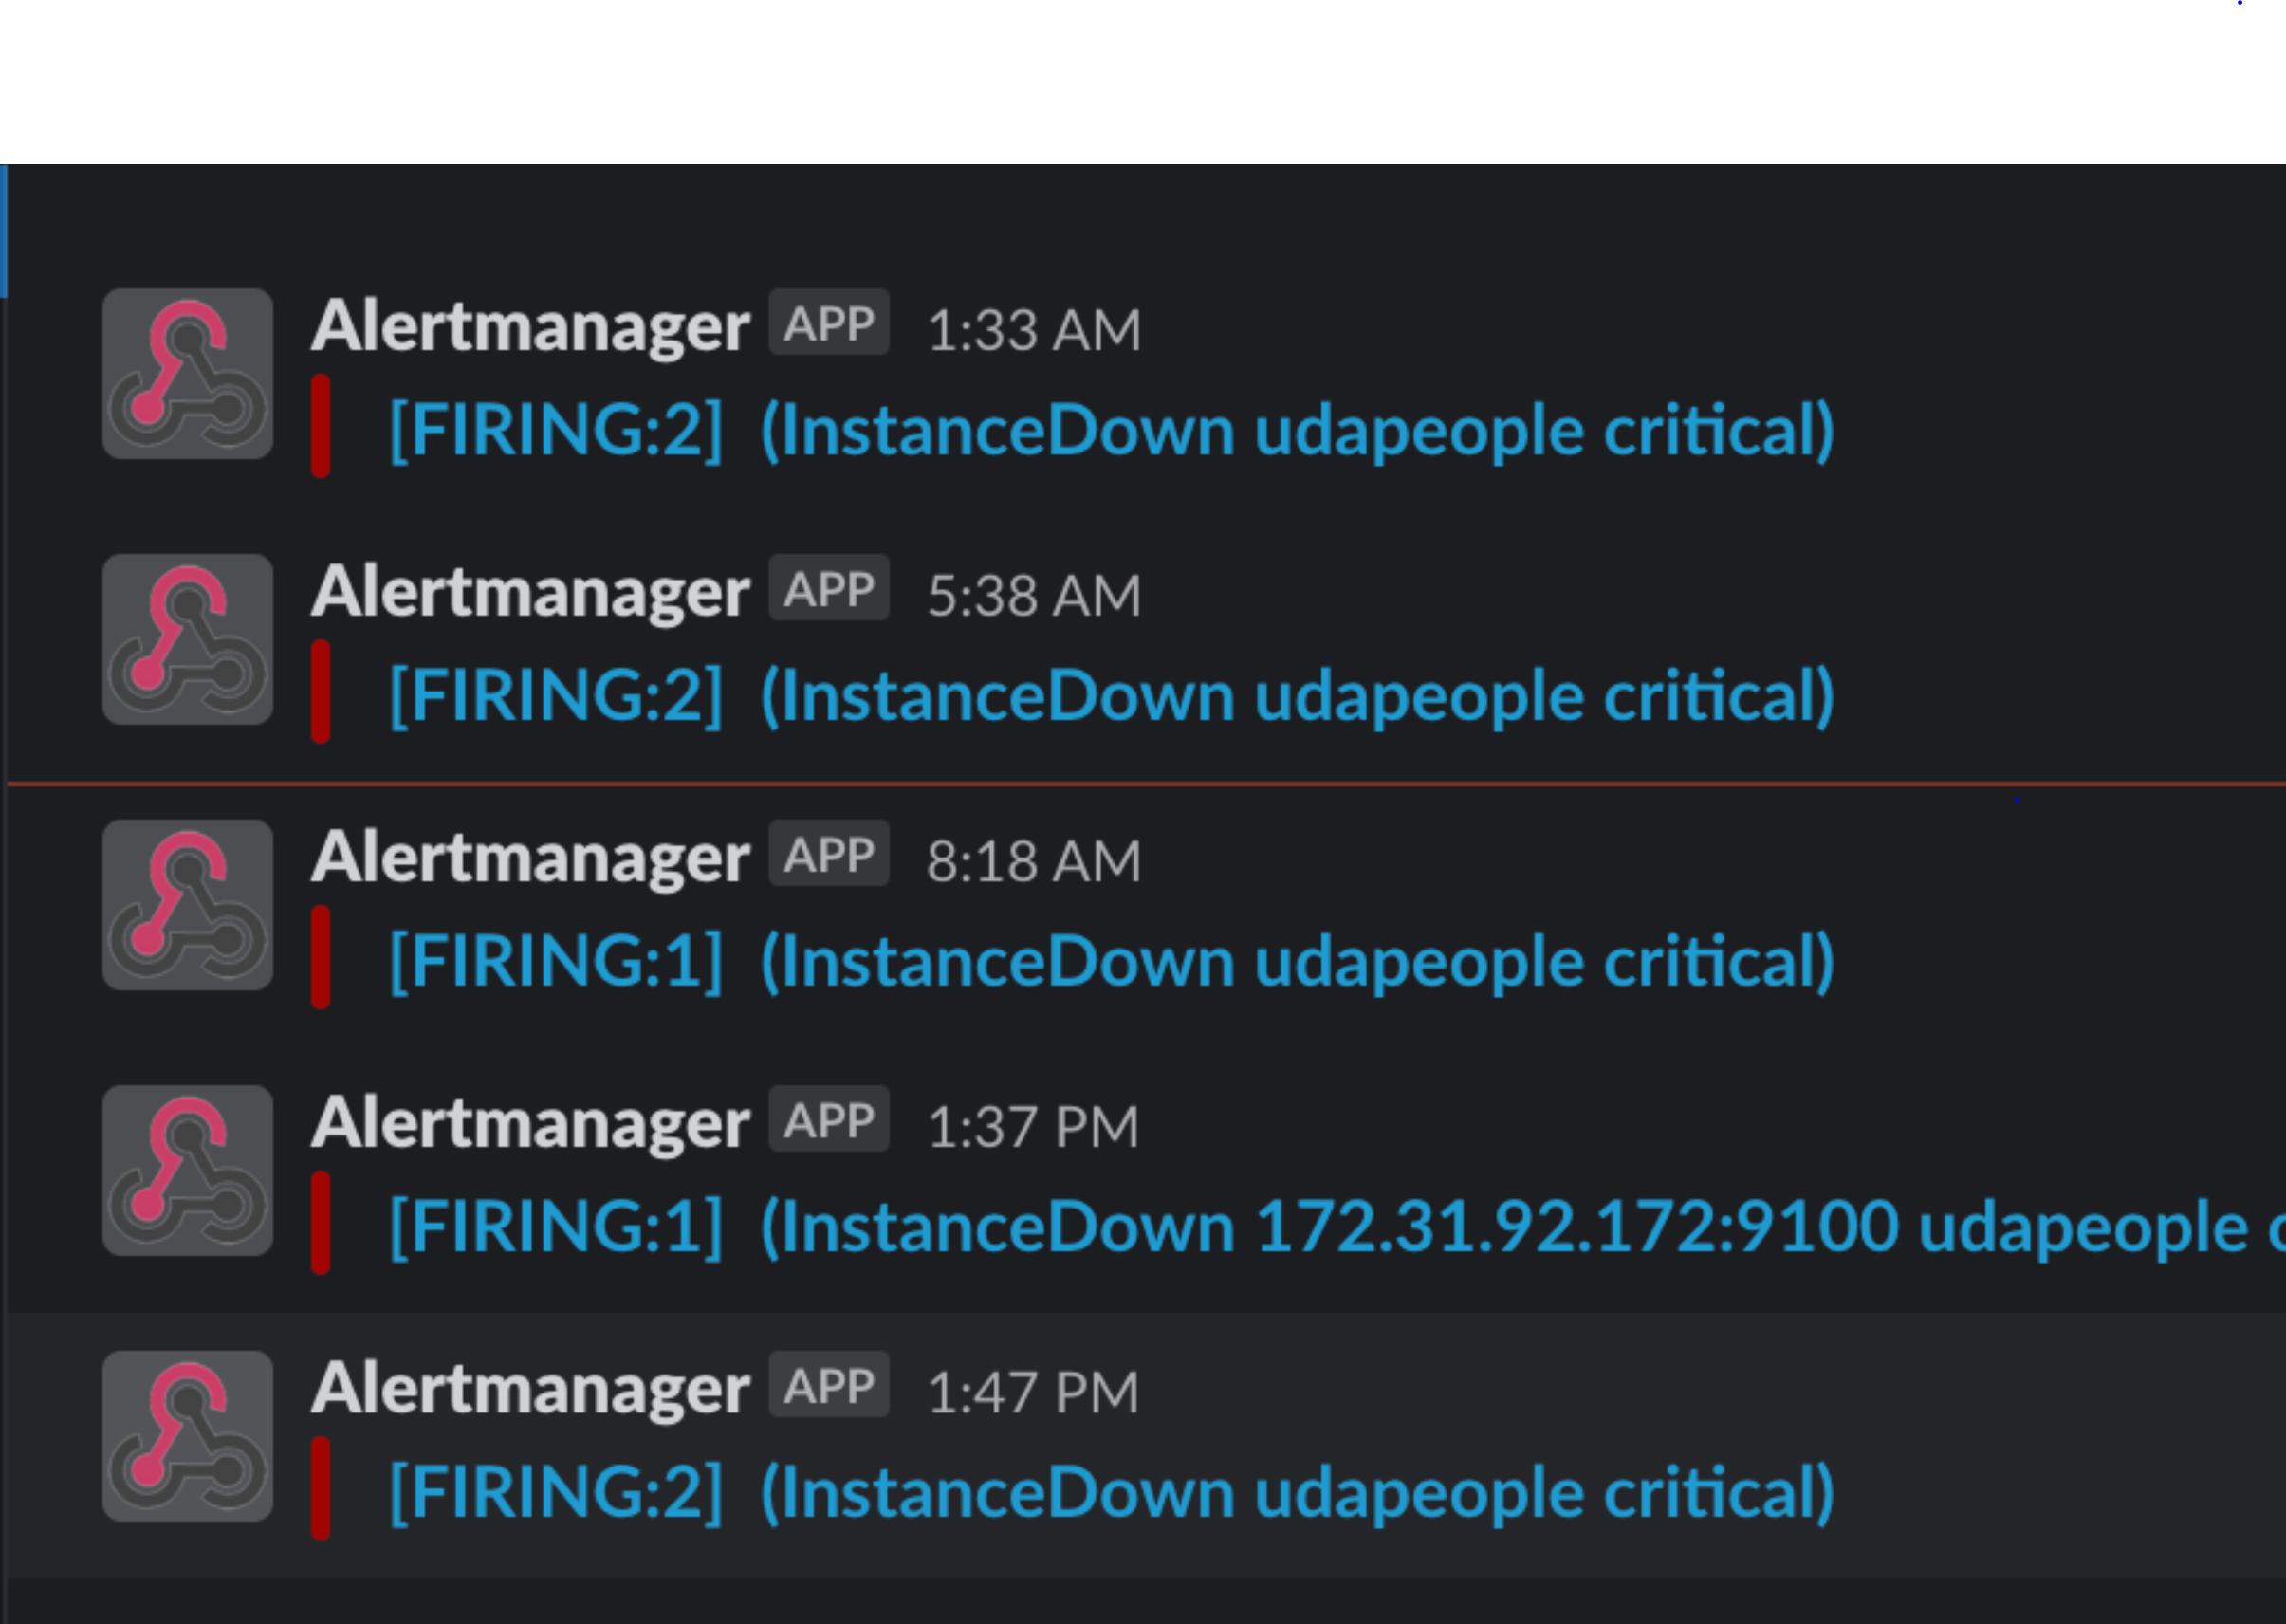 Alertmanager APP 1:33 AM
[FIRING:2] (InstanceDown udapeople critical)
Alertmanager APP 5:38 AM
[FIRING:2] (InstanceDown udapeople critical)
Alertmanager APP 8:18 AM
[FIRING:1] (InstanceDown udapeople critical)
Alertmanager APP 1:37 PM
[FIRING:1] (InstanceDown 172.31.92.172:9100 udapeople
Alertmanager APP 1:47 PM
[FIRING:2] (InstanceDown udapeople critical)